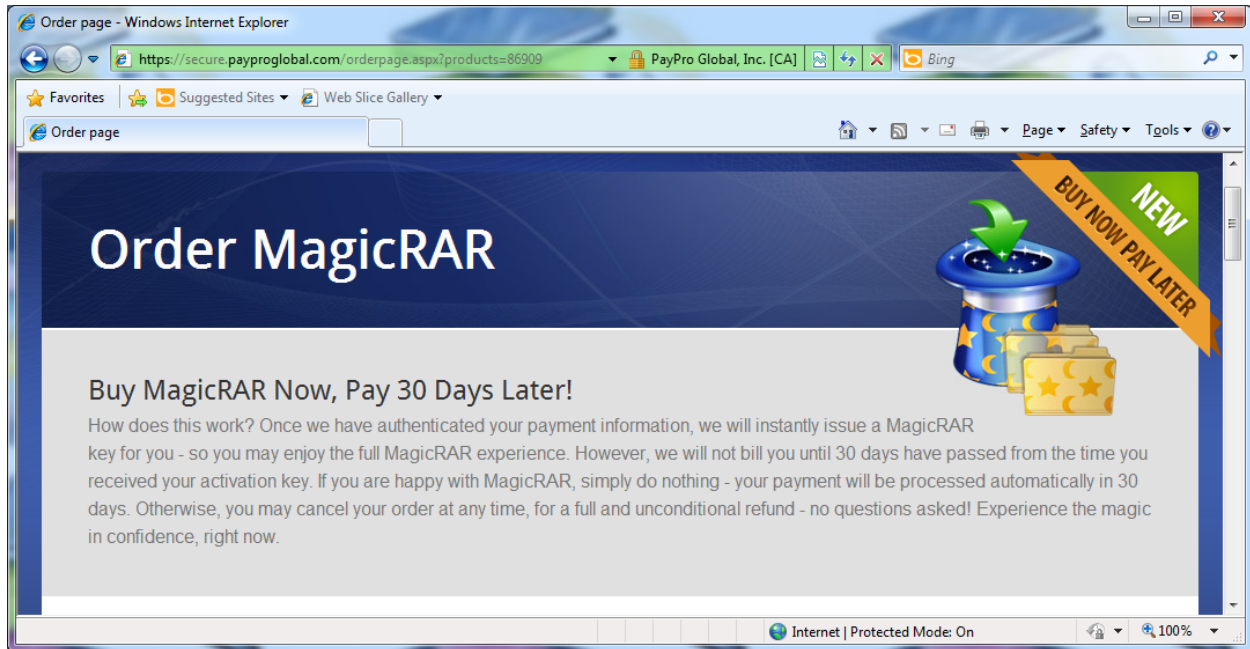 Order page - Windows Internet Explorer
https://secure.payproglobal.com/orderpage.aspx?products=86909 PayPro Global, Inc. [CA] Bing
Favorites Suggested Sites Web Slice Gallery
Order page Page Safety Tools
BUY NOW PAY LATER
NEW
Order MagicRAR
Buy MagicRAR Now, Pay 30 Days Later!
How does this work? Once we have authenticated your payment information, we will instantly issue a MagicRAR
key for you - so you may enjoy the full MagicRAR experience. However, we will not bill you until 30 days have passed from the time you
received your activation key. If you are happy with MagicRAR, simply do nothing - your payment will be processed automatically in 30
days. Otherwise, you may cancel your order at any time, for a full and unconditional refund - no questions asked! Experience the magic
in confidence, right now.
Internet | Protected Mode: On 100%